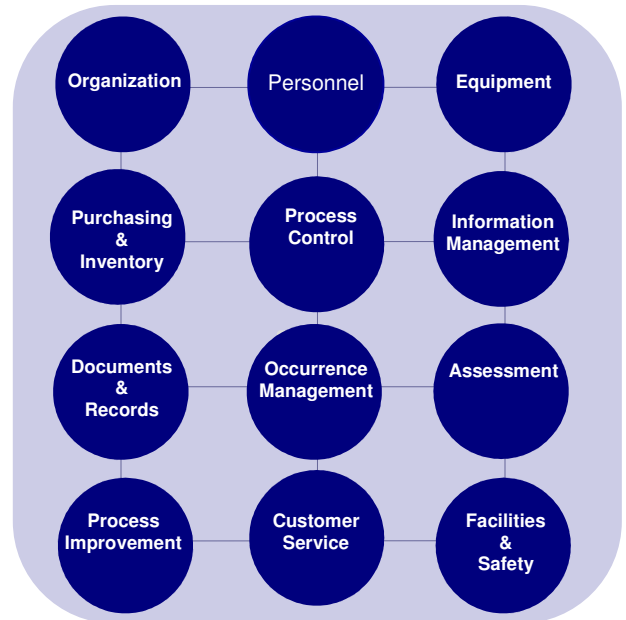 Organization
Personnel
Equipment
Purchasing
&
Inventory
Process
Control
Information
Management
Documents
&
Records
Occurrence
Management
Assessment
Process
Improvement
Customer
Service
Facilities
&
Safety